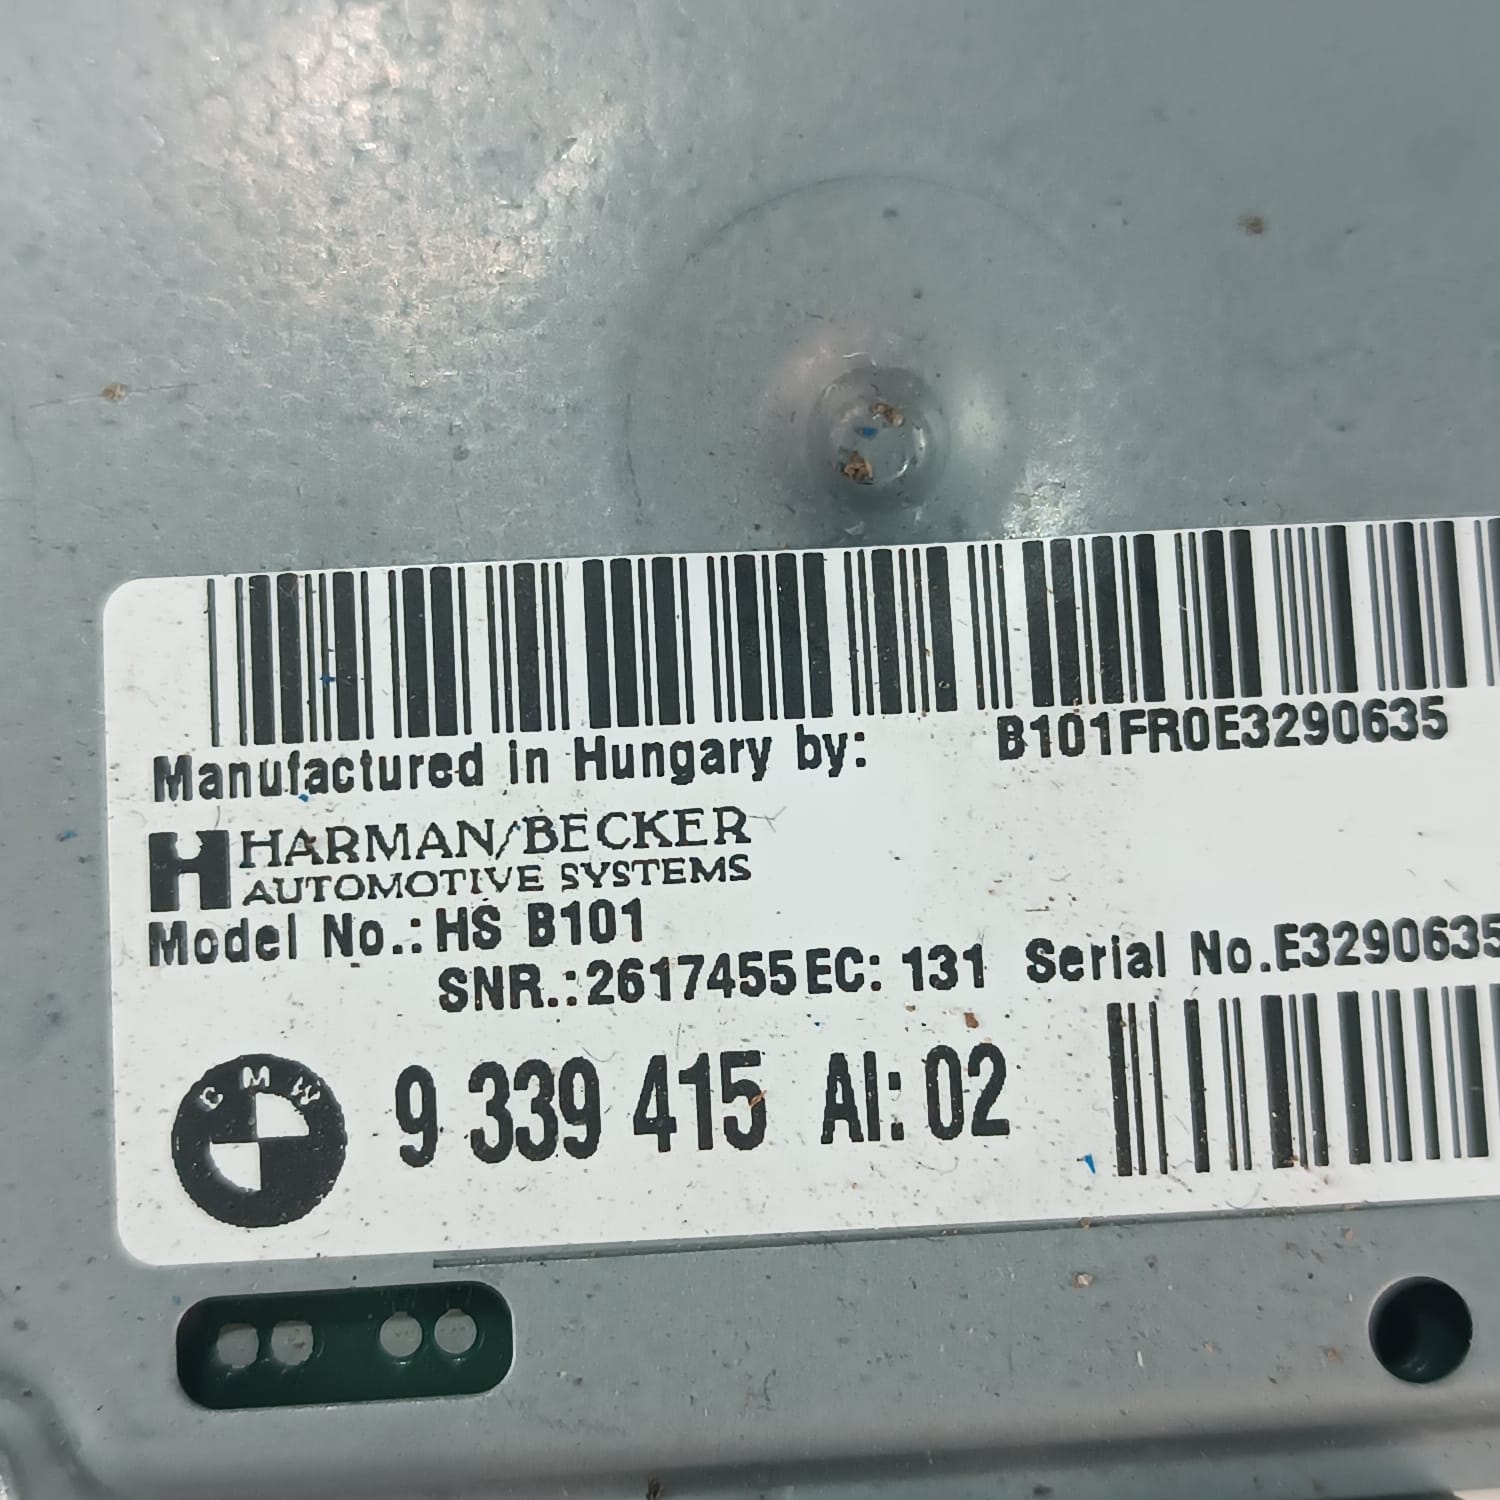 Manufactured in Hungary by: B101FR0E3290635
H HARMAN/BECKER
AUTOMOTIVE SYSTEMS
Model No.: HS B101
SNR.:2617455 EC: 131 Serial No.E3290635
BMW
9 339 415 AI: 02